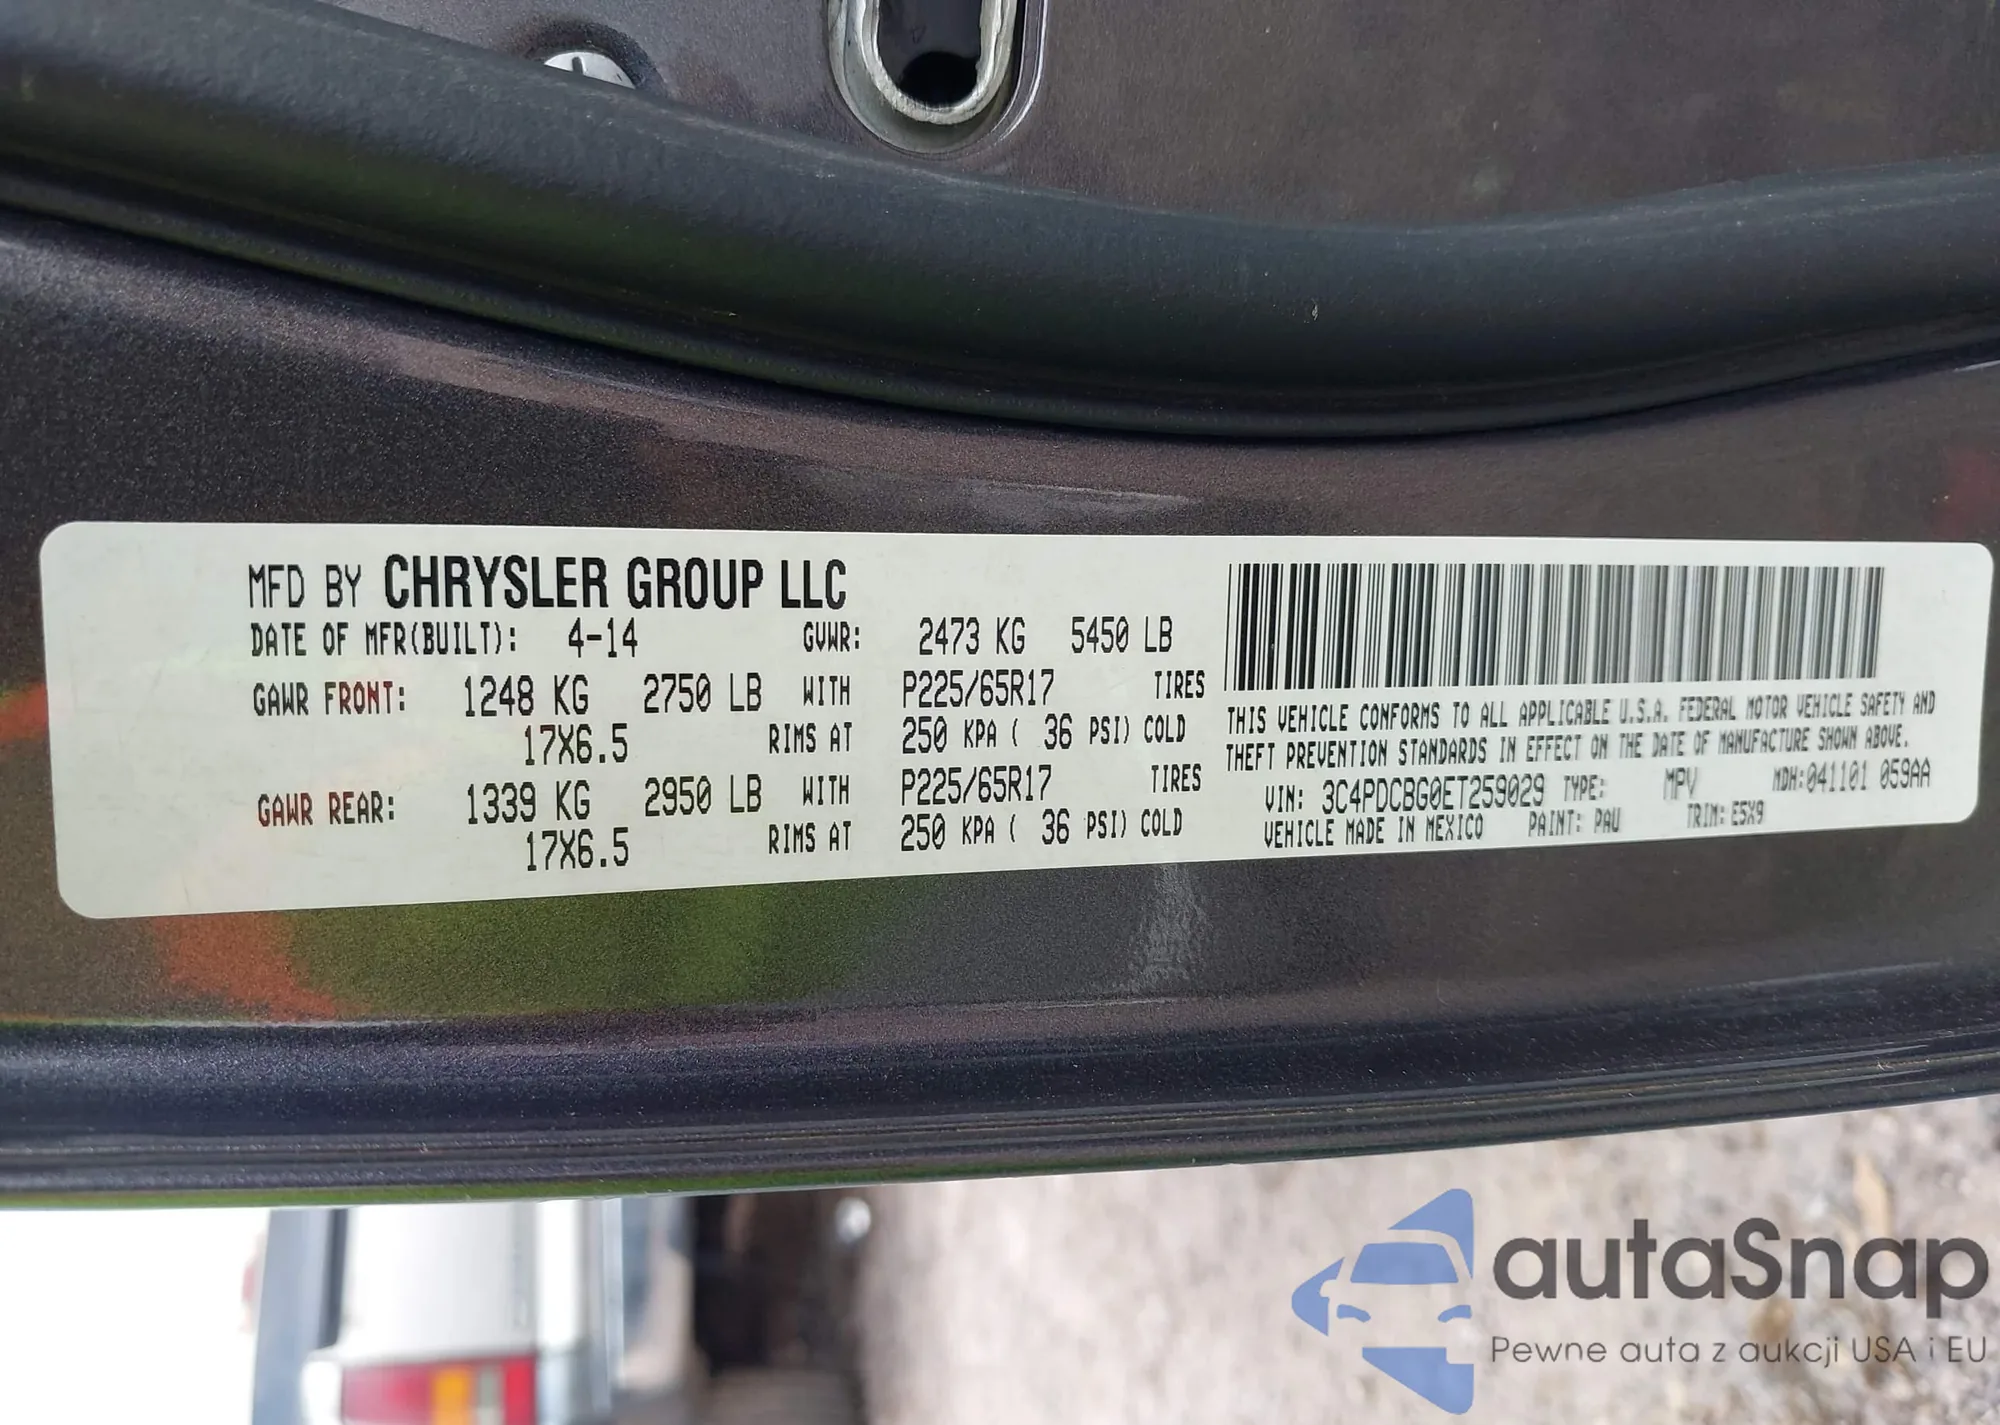 MFD BY CHRYSLER GROUP LLC
DATE OF MFR(BUILT): 4-14 GVWR: 2473 KG 5450 LB
GAWR FRONT: 1248 KG 2750 LB WITH P225/65R17 TIRES
17X6.5 RIMS AT 250 KPA ( 36 PSI) COLD
GAWR REAR: 1339 KG 2950 LB WITH P225/65R17 TIRES
17X6.5 RIMS AT 250 KPA ( 36 PSI) COLD
THIS VEHICLE CONFORMS TO ALL APPLICABLE U.S.A. FEDERAL MOTOR VEHICLE SAFETY AND
THEFT PREVENTION STANDARDS IN EFFECT ON THE DATE OF MANUFACTURE SHOWN ABOVE.
VIN: 3C4PDCBG0ET259029 TYPE: MPV MDH:041101 059AA
VEHICLE MADE IN MEXICO PAINT: PAU TRIM: E5X9
autaSnap
Pewne auta z aukcji USA i EU